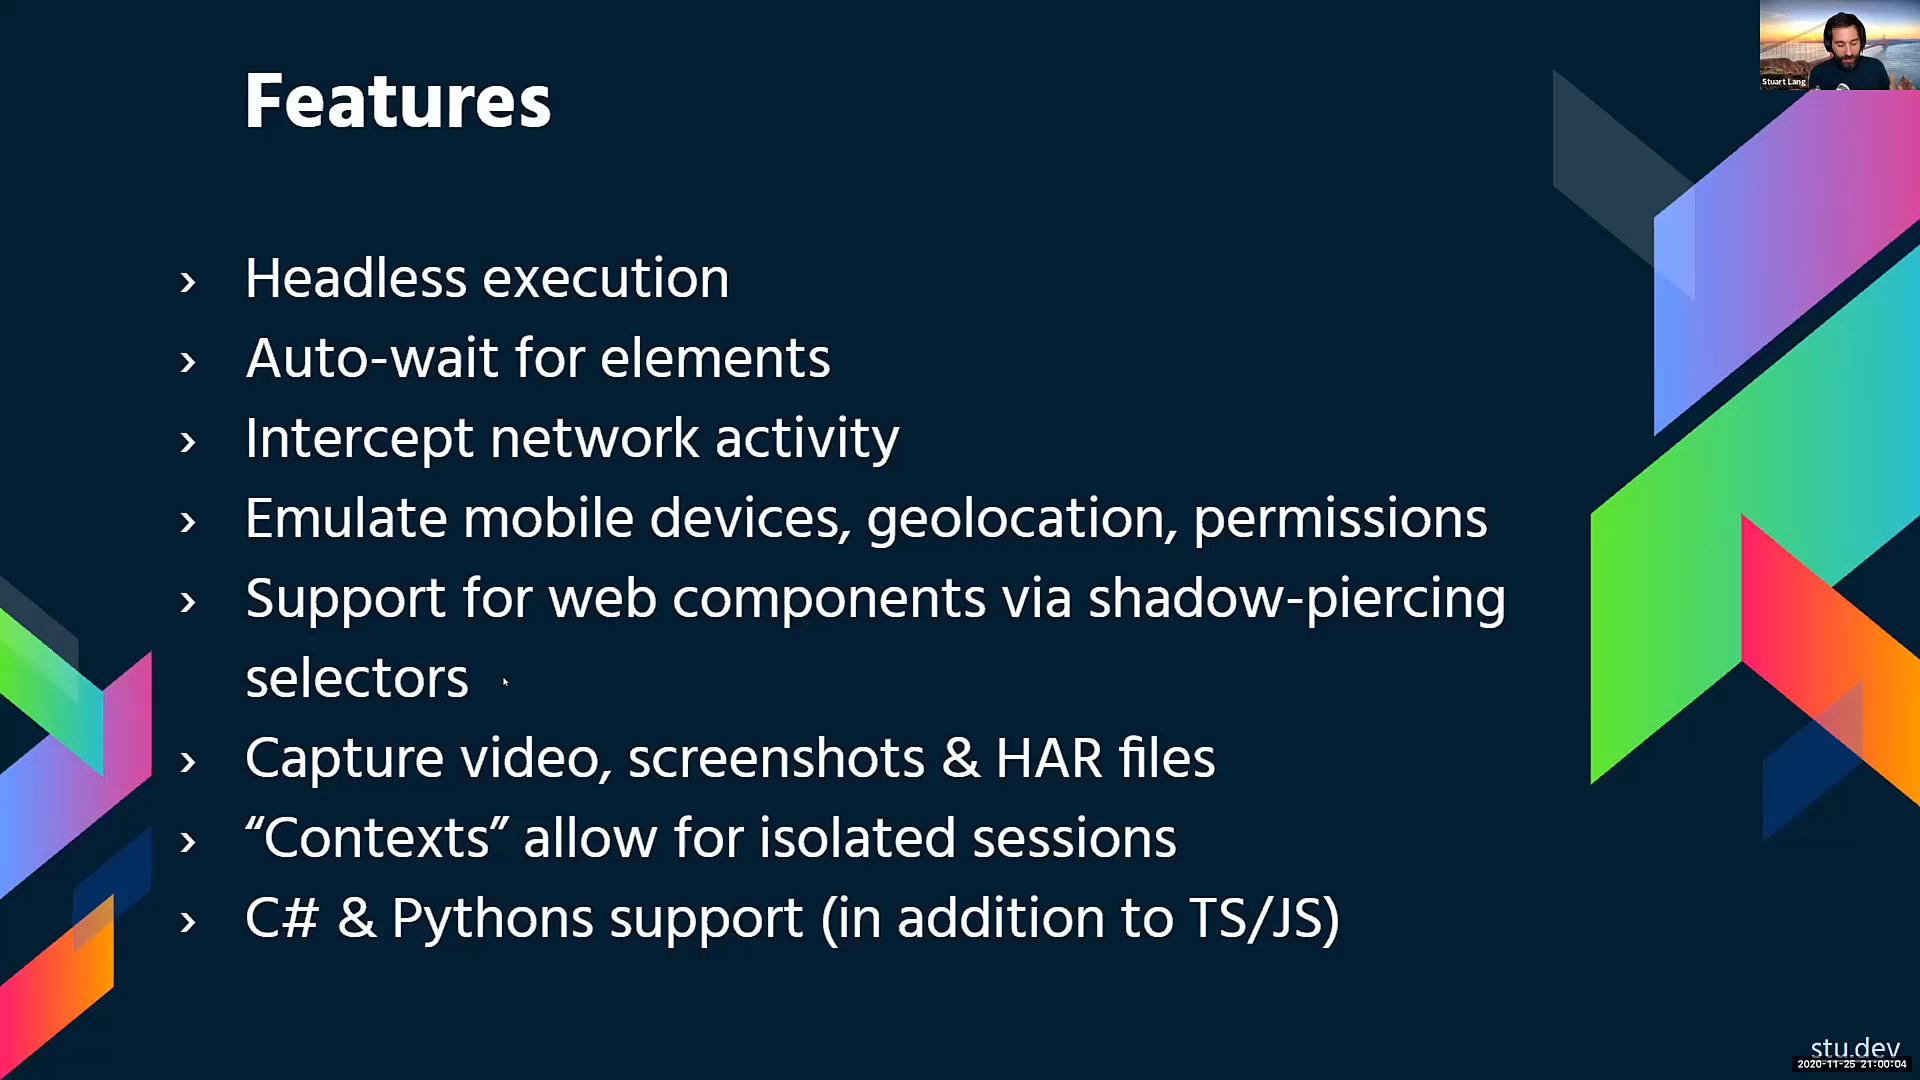 Stuart Lang
Features
› Headless execution
› Auto-wait for elements
› Intercept network activity
› Emulate mobile devices, geolocation, permissions
› Support for web components via shadow-piercing
selectors
› Capture video, screenshots & HAR files
› “Contexts” allow for isolated sessions
› C# & Pythons support (in addition to TS/JS)
stu.dev
2020-11-25 21:00:04